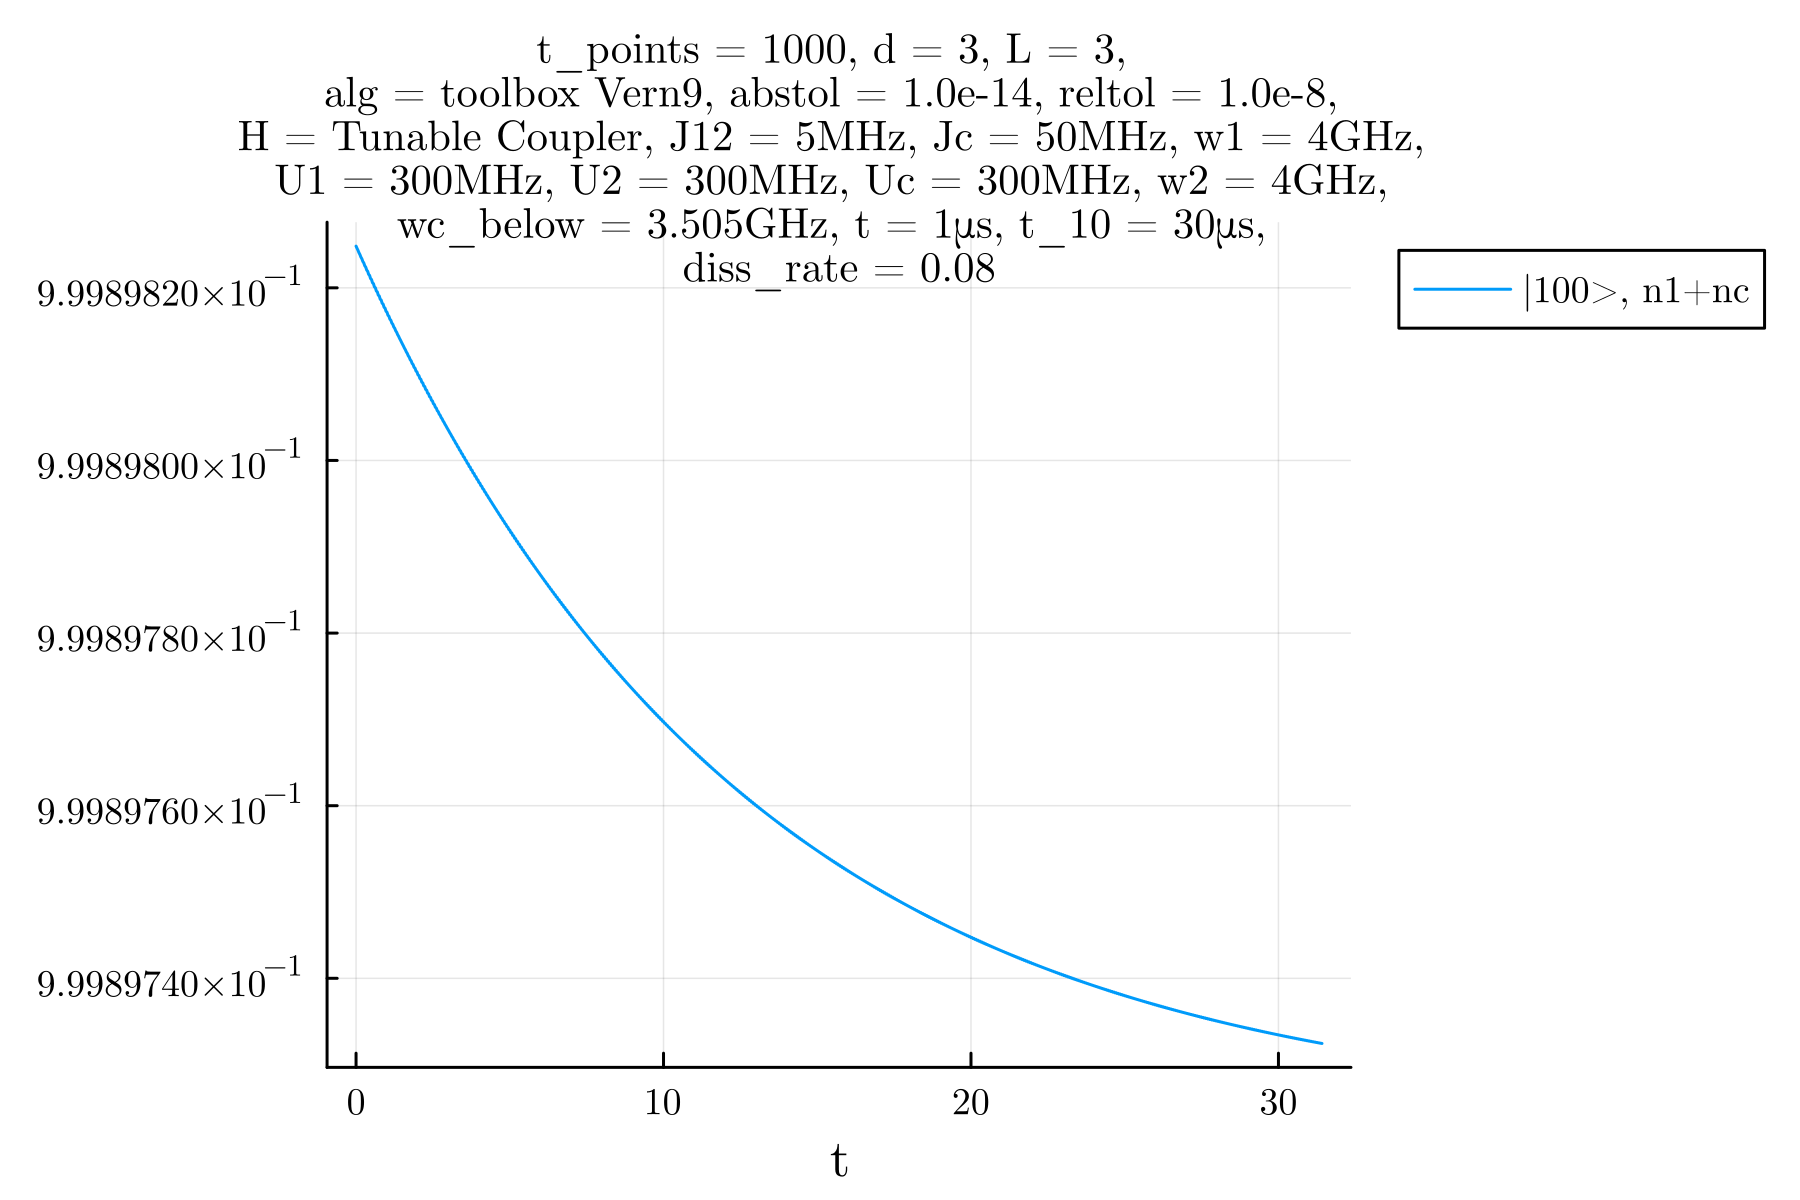 t_points = 1000, d = 3, L = 3,
alg = toolbox Vern9, abstol = 1.0e-14, reltol = 1.0e-8,
H = Tunable Coupler, J12 = 5MHz, Jc = 50MHz, w1 = 4GHz,
U1 = 300MHz, U2 = 300MHz, Uc = 300MHz, w2 = 4GHz,
wc_below = 3.505GHz, t = 1μs, t_10 = 30μs,
diss_rate = 0.08
|100>, n1+nc
9.9989820×10⁻¹
9.9989800×10⁻¹
9.9989780×10⁻¹
9.9989760×10⁻¹
9.9989740×10⁻¹
0 10 20 30
t